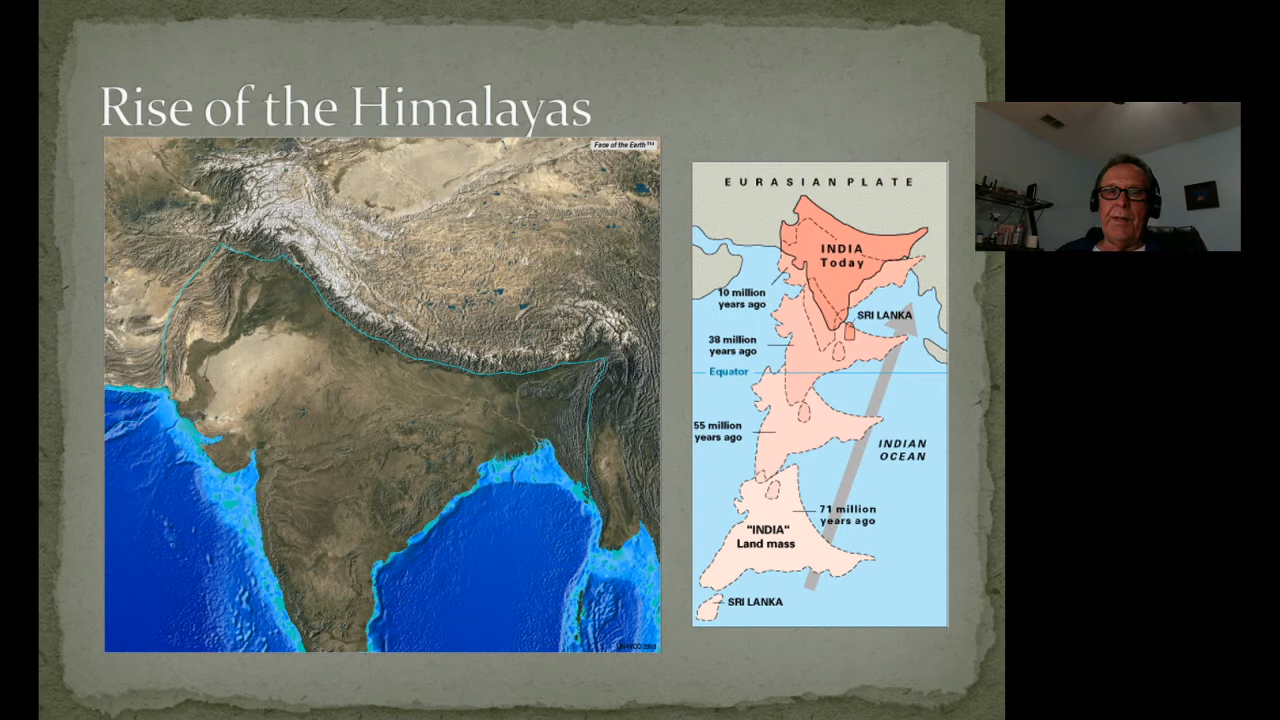 Rise of the Himalayas
Face of the Earth™
EURASIAN PLATE
INDIA
Today
10 million
years ago
SRI LANKA
38 million
years ago
Equator
55 million
years ago
INDIAN
OCEAN
71 million
years ago
"INDIA"
Land mass
SRI LANKA